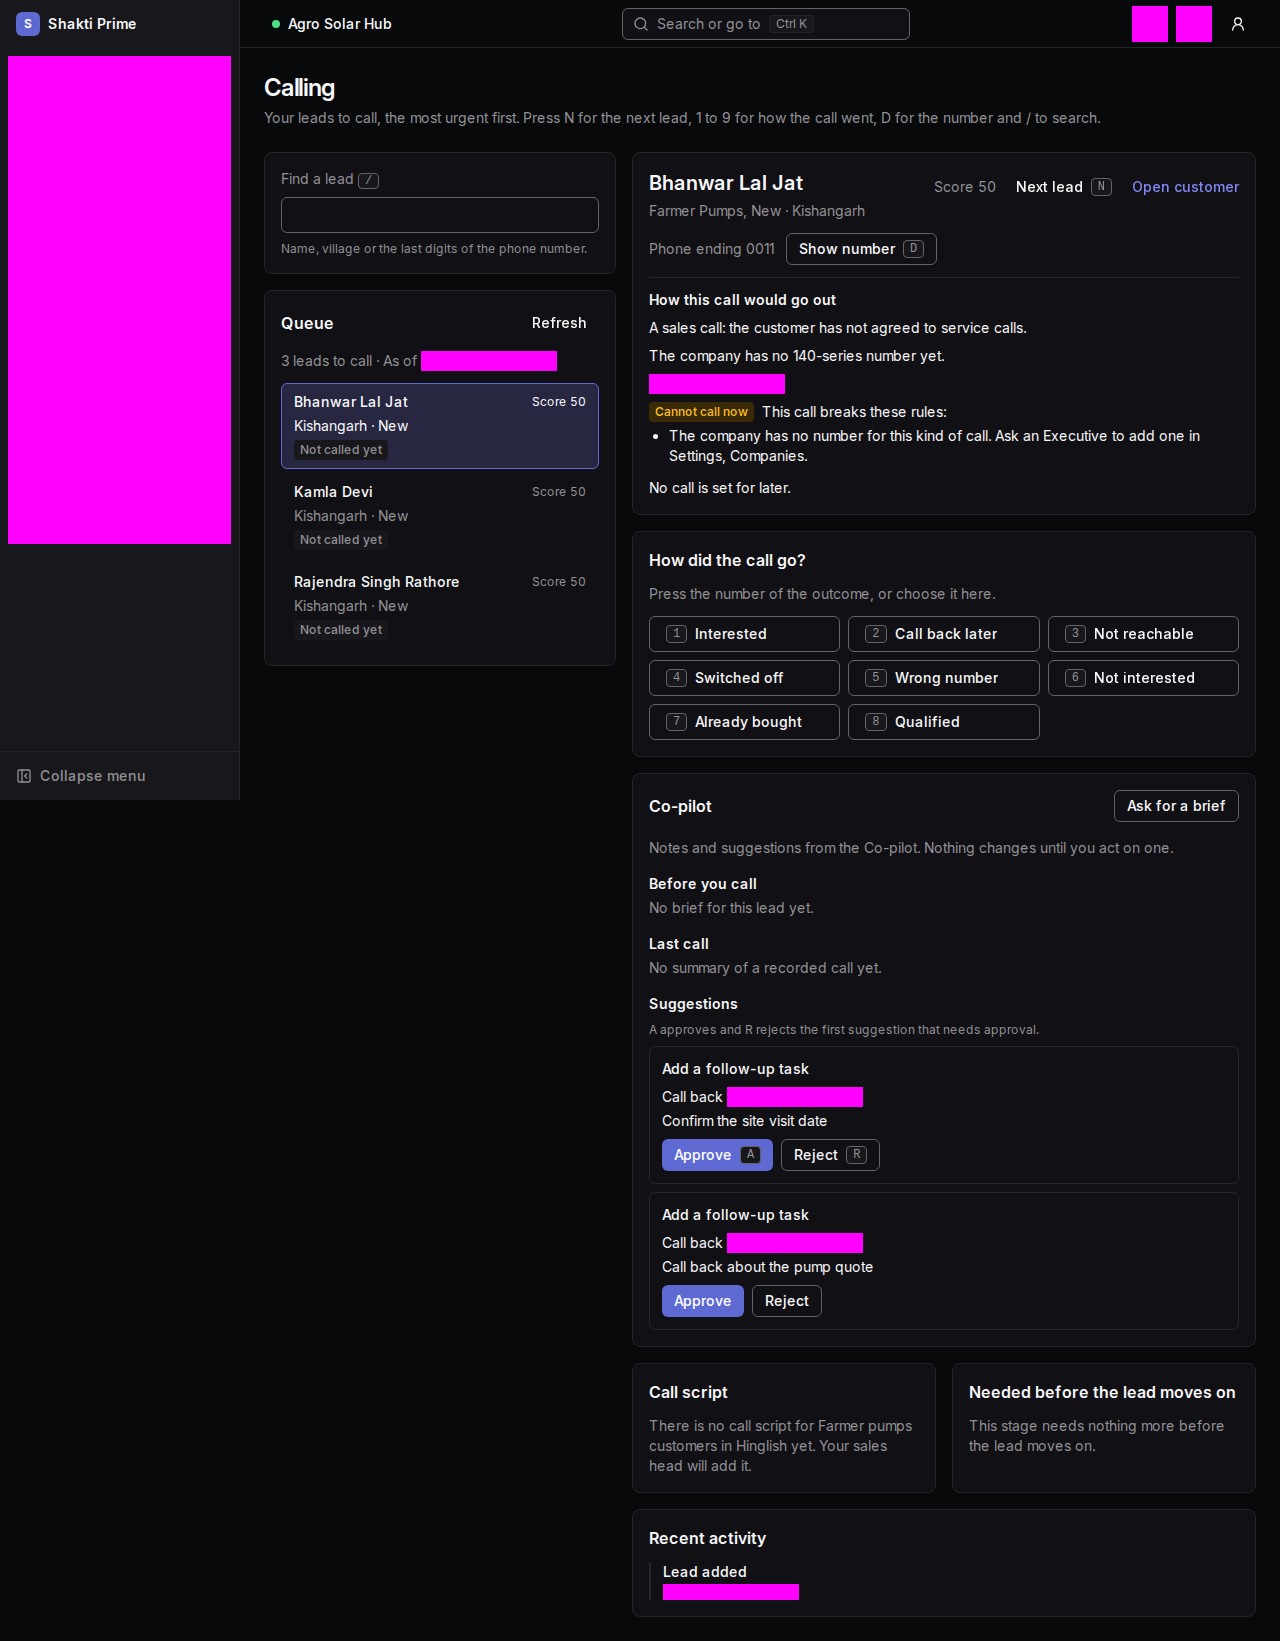 S Shakti Prime
Agro Solar Hub
Search or go to Ctrl K
Calling
Your leads to call, the most urgent first. Press N for the next lead, 1 to 9 for how the call went, D for the number and / to search.
Find a lead /
Name, village or the last digits of the phone number.
Queue Refresh
3 leads to call · As of
Bhanwar Lal Jat Score 50
Kishangarh · New
Not called yet
Kamla Devi Score 50
Kishangarh · New
Not called yet
Rajendra Singh Rathore Score 50
Kishangarh · New
Not called yet
Collapse menu
Bhanwar Lal Jat
Score 50 Next lead N Open customer
Farmer Pumps, New · Kishangarh
Phone ending 0011 Show number D
How this call would go out
A sales call: the customer has not agreed to service calls.
The company has no 140-series number yet.
Cannot call now This call breaks these rules:
• The company has no number for this kind of call. Ask an Executive to add one in
Settings, Companies.
No call is set for later.
How did the call go?
Press the number of the outcome, or choose it here.
1 Interested 2 Call back later 3 Not reachable
4 Switched off 5 Wrong number 6 Not interested
7 Already bought 8 Qualified
Co-pilot Ask for a brief
Notes and suggestions from the Co-pilot. Nothing changes until you act on one.
Before you call
No brief for this lead yet.
Last call
No summary of a recorded call yet.
Suggestions
A approves and R rejects the first suggestion that needs approval.
Add a follow-up task
Call back
Confirm the site visit date
Approve A Reject R
Add a follow-up task
Call back
Call back about the pump quote
Approve Reject
Call script
There is no call script for Farmer pumps
customers in Hinglish yet. Your sales
head will add it.
Needed before the lead moves on
This stage needs nothing more before
the lead moves on.
Recent activity
Lead added